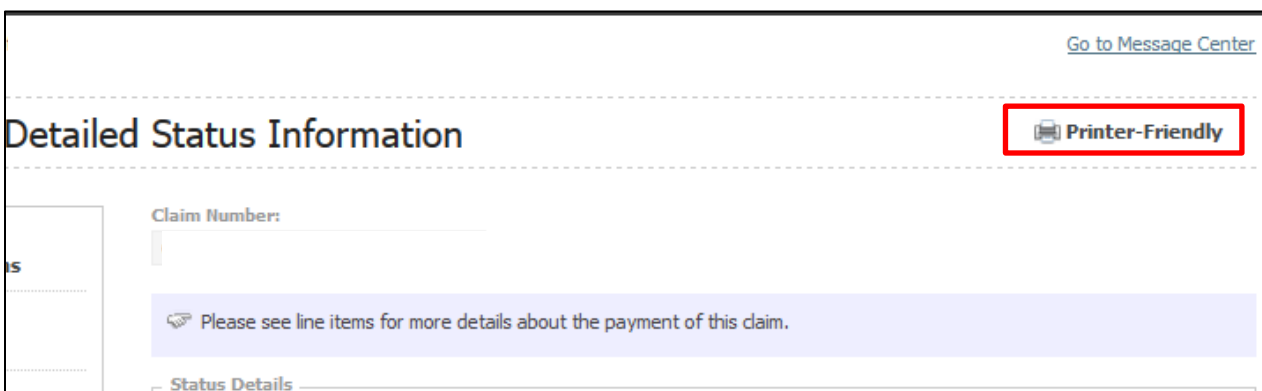 Go to Message Center
Detailed Status Information
Printer-Friendly
Claim Number:
Please see line items for more details about the payment of this claim.
Status Details